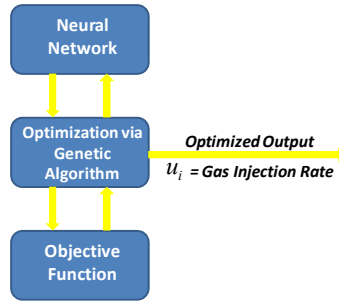 Neural
Network
Optimization via
Genetic
Algorithm
Optimized Output
u_i = Gas Injection Rate
Objective
Function